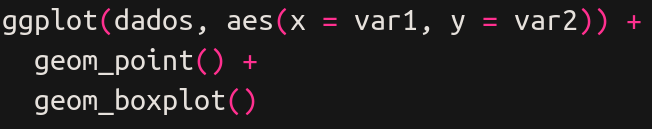 ggplot(dados, aes(x = var1, y = var2)) +
  geom_point() +
  geom_boxplot()